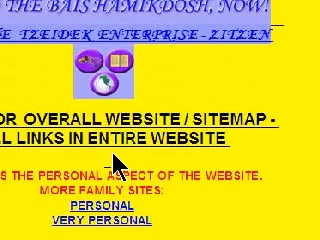 THE BAIS HAMIKDOSH, NOW!
TZEIDEK ENTERPRISE - ZITZEN
OR OVERALL WEBSITE / SITEMAP -
LL LINKS IN ENTIRE WEBSITE
S THE PERSONAL ASPECT OF THE WEBSITE.
MORE FAMILY SITES:
PERSONAL
VERY PERSONAL